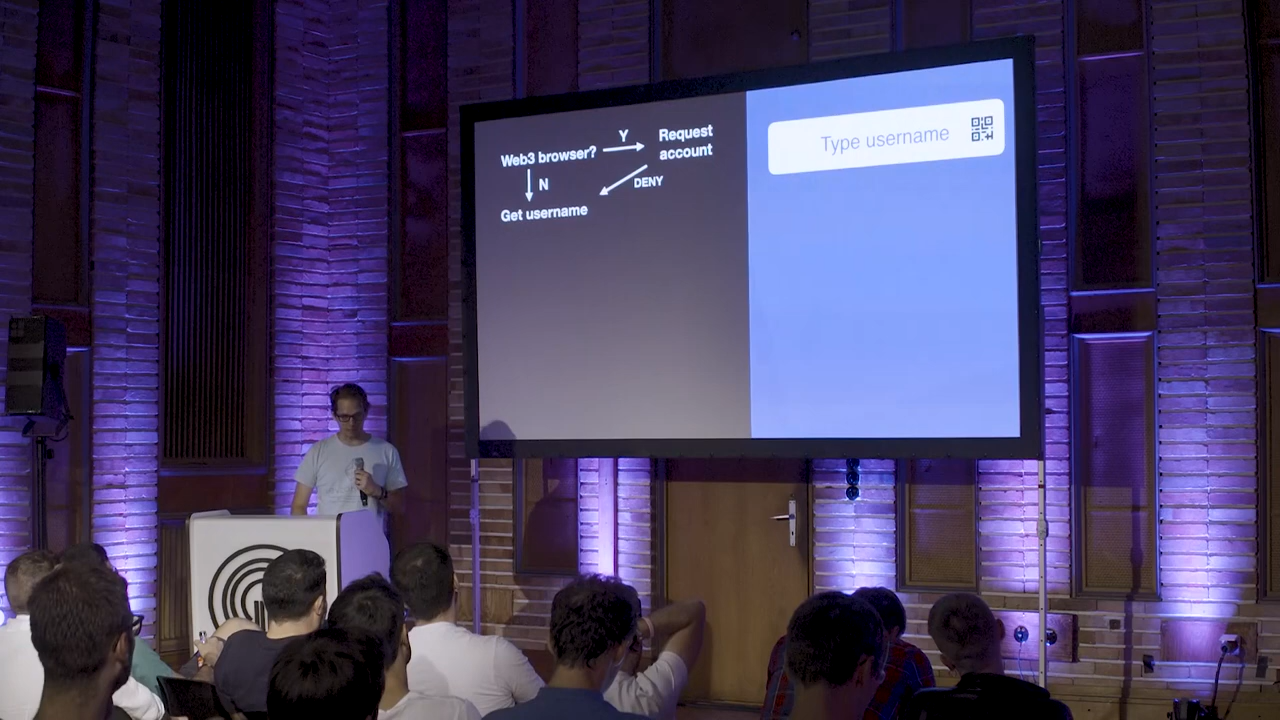 Web3 browser?
Y
Request
account
N
DENY
Get username
Type username